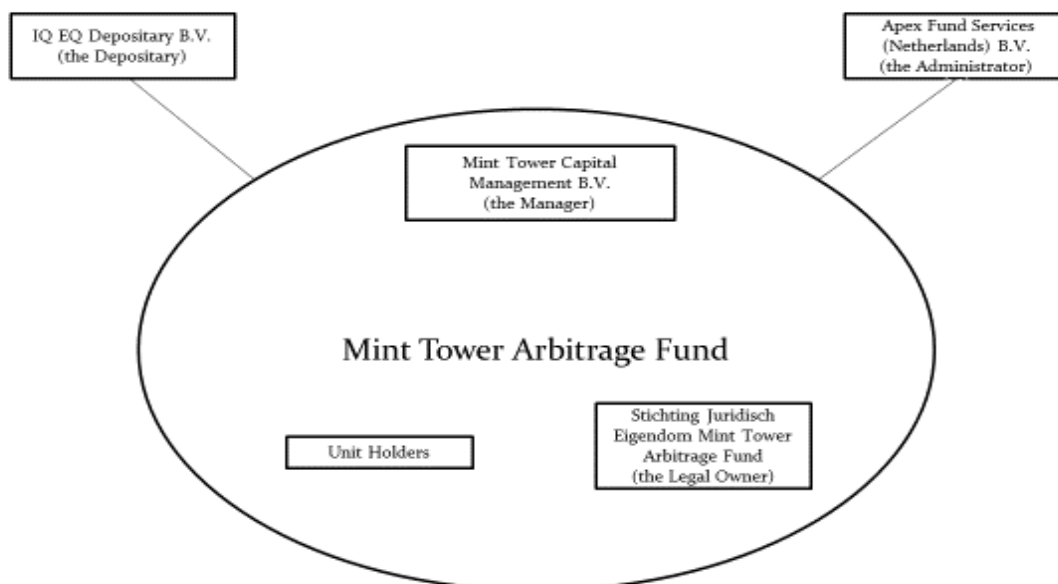 IQ EQ Depositary B.V.
(the Depositary)
Apex Fund Services
(Netherlands) B.V.
(the Administrator)
Mint Tower Capital
Management B.V.
(the Manager)
Mint Tower Arbitrage Fund
Unit Holders
Stichting Juridisch
Eigendom Mint Tower
Arbitrage Fund
(the Legal Owner)